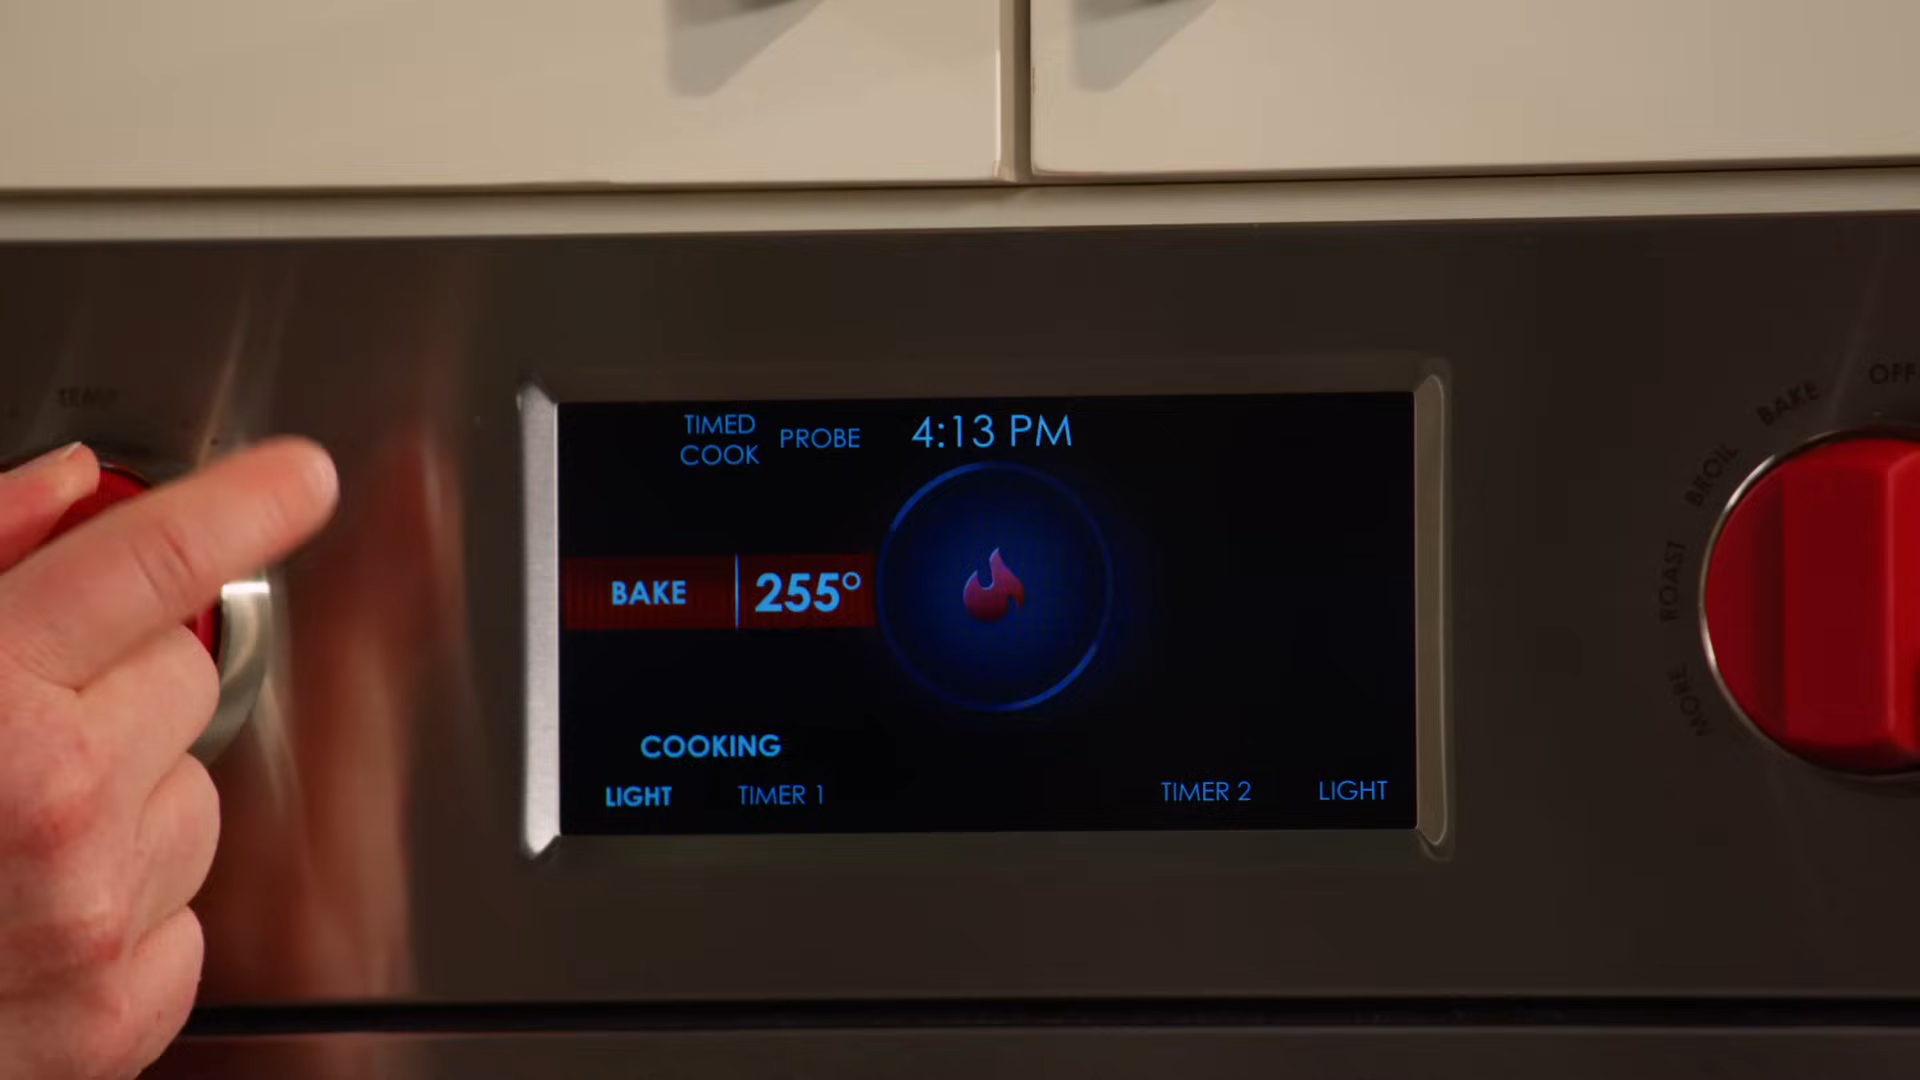 TEMP
TIMED
COOK
PROBE
4:13 PM
BAKE
255°
COOKING
LIGHT
TIMER 1
TIMER 2
LIGHT
OFF
BAKE
BROIL
ROAST
MORE